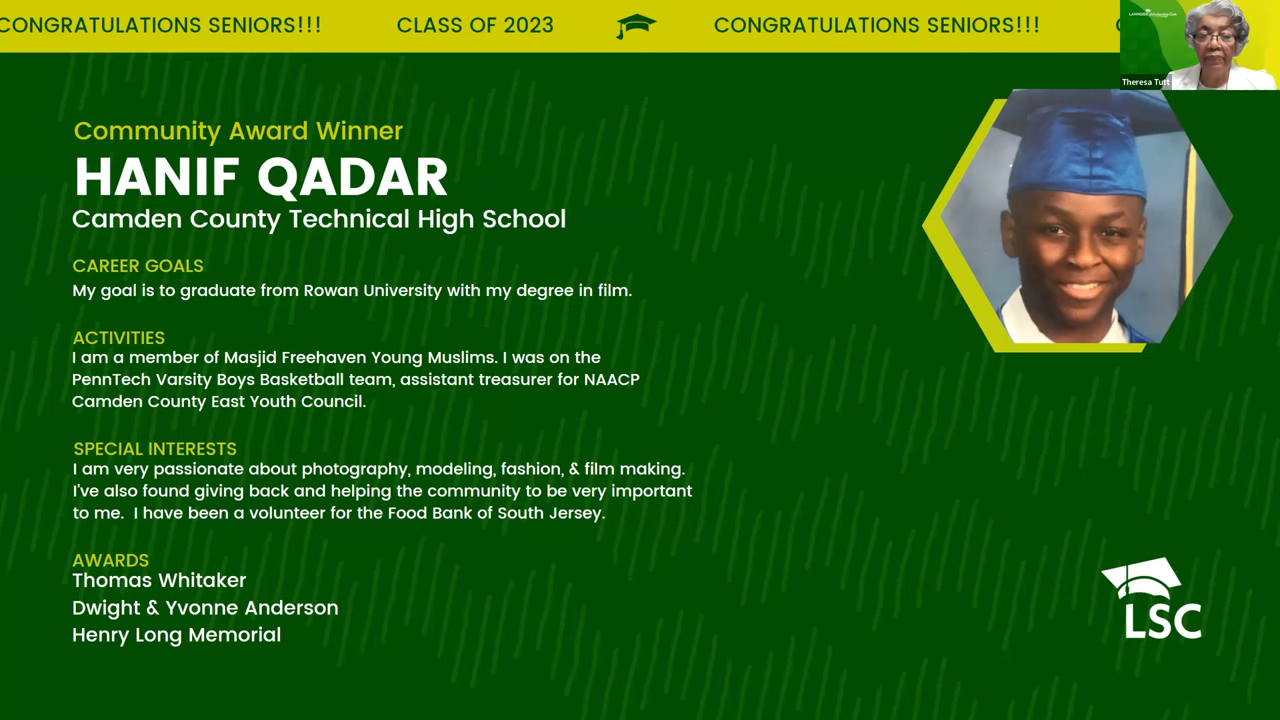 CONGRATULATIONS SENIORS!!! CLASS OF 2023 CONGRATULATIONS SENIORS!!!
Theresa Tutt
Community Award Winner
HANIF QADAR
Camden County Technical High School
CAREER GOALS
My goal is to graduate from Rowan University with my degree in film.
ACTIVITIES
I am a member of Masjid Freehaven Young Muslims. I was on the
PennTech Varsity Boys Basketball team, assistant treasurer for NAACP
Camden County East Youth Council.
SPECIAL INTERESTS
I am very passionate about photography, modeling, fashion, & film making.
I've also found giving back and helping the community to be very important
to me. I have been a volunteer for the Food Bank of South Jersey.
AWARDS
Thomas Whitaker
Dwight & Yvonne Anderson
Henry Long Memorial
LSC